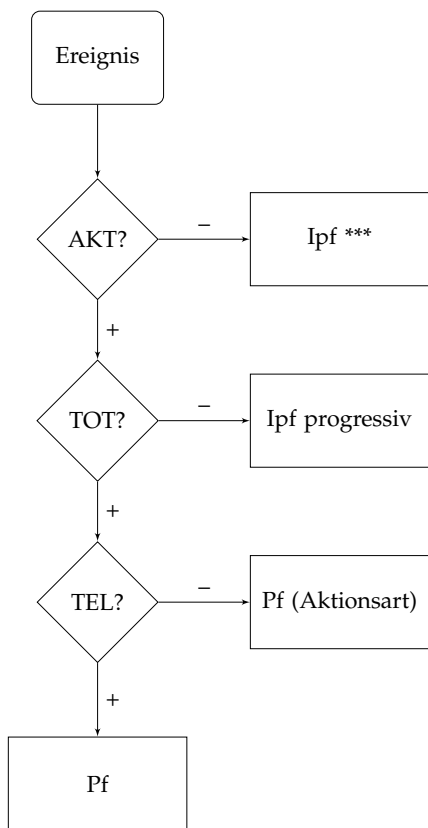 Ereignis
AKT?
–
Ipf ***
+
TOT?
–
Ipf progressiv
+
TEL?
–
Pf (Aktionsart)
+
Pf